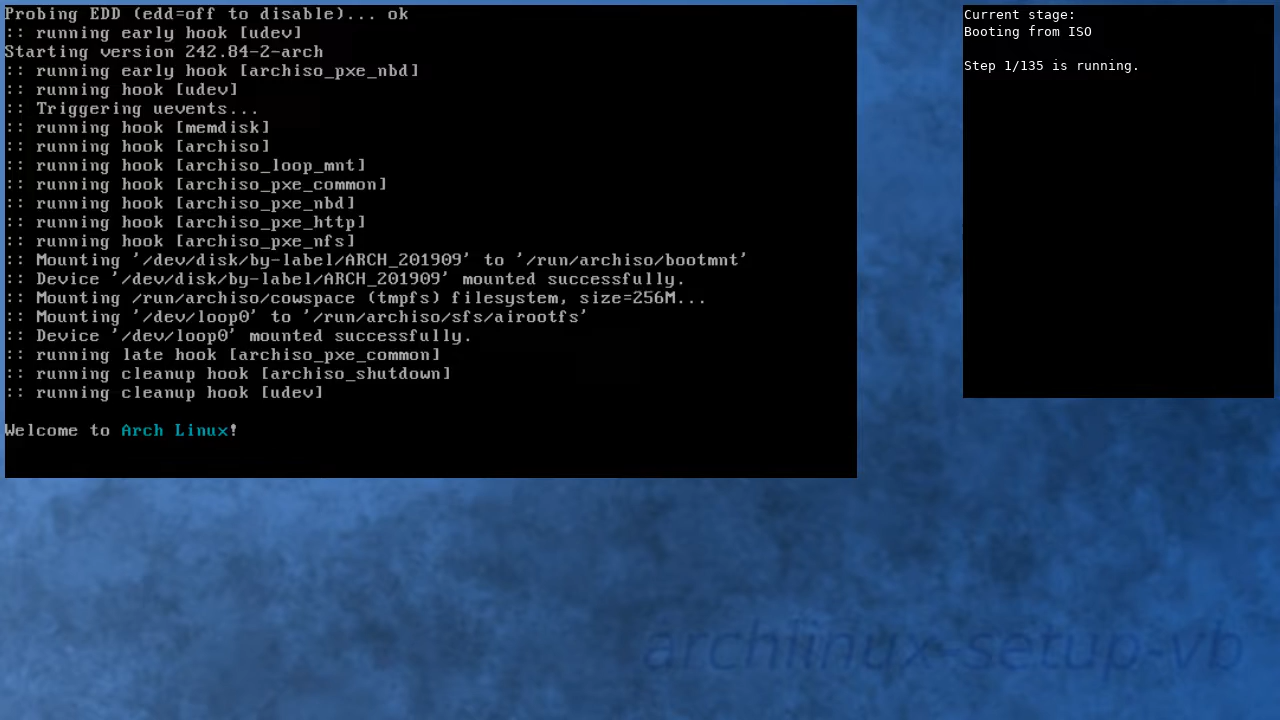 Probing EDD (edd=off to disable)... ok
:: running early hook [udev]
Starting version 242.84-2-arch
:: running early hook [archiso_pxe_nbd]
:: running hook [udev]
:: Triggering uevents...
:: running hook [memdisk]
:: running hook [archiso]
:: running hook [archiso_loop_mnt]
:: running hook [archiso_pxe_common]
:: running hook [archiso_pxe_nbd]
:: running hook [archiso_pxe_http]
:: running hook [archiso_pxe_nfs]
:: Mounting '/dev/disk/by-label/ARCH_201909' to '/run/archiso/bootmnt'
:: Device '/dev/disk/by-label/ARCH_201909' mounted successfully.
:: Mounting /run/archiso/cowspace (tmpfs) filesystem, size=256M...
:: Mounting '/dev/loop0' to '/run/archiso/sfs/airootfs'
:: Device '/dev/loop0' mounted successfully.
:: running late hook [archiso_pxe_common]
:: running cleanup hook [archiso_shutdown]
:: running cleanup hook [udev]
Welcome to Arch Linux!
Current stage:
Booting from ISO
Step 1/135 is running.
archlinux-setup-vb